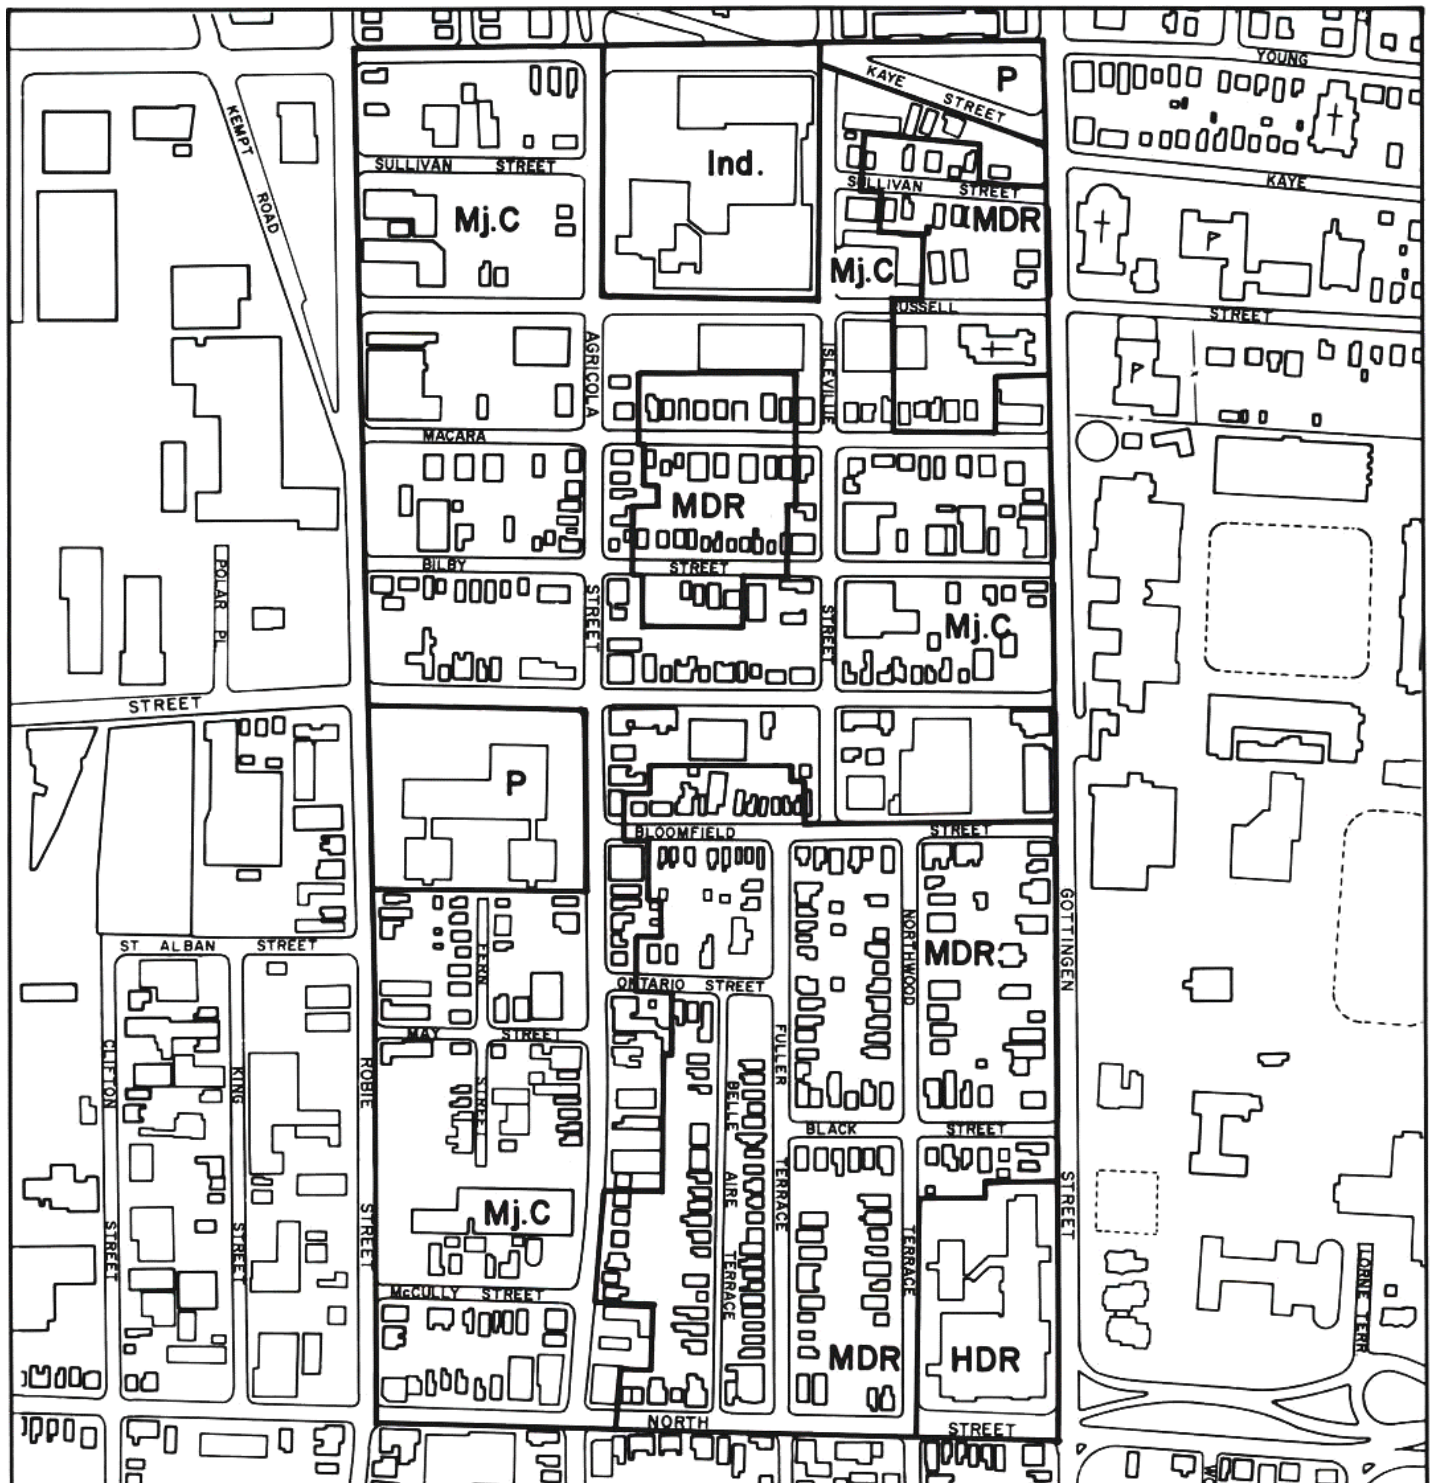 YOUNG
KAYE STREET
P
KEMPT ROAD
SULLIVAN STREET
Ind.
SULLIVAN STREET
KAYE
Mj.C
MDR
P
Mj.C
RUSSELL
STREET
AGRICOLA
ISLEVILLE
P
MACARA
MDR
BILBY
STREET
POLAR PL.
STREET
STREET
Mj.C
STREET
P
BLOOMFIELD
STREET
GOTTINGEN
NORTHWOOD
MDR
ST ALBAN STREET
FERN
ONTARIO STREET
MAY STREET
FULLER
CLIFTON
KING
ROBIE
STREET
BELLE
BLACK
STREET
TERRACE
AIRE
STREET
Mj.C
STREET
STREET
STREET
TERRACE
TERRACE
LORNE TERR
McCULLY STREET
MDR
HDR
NORTH
STREET